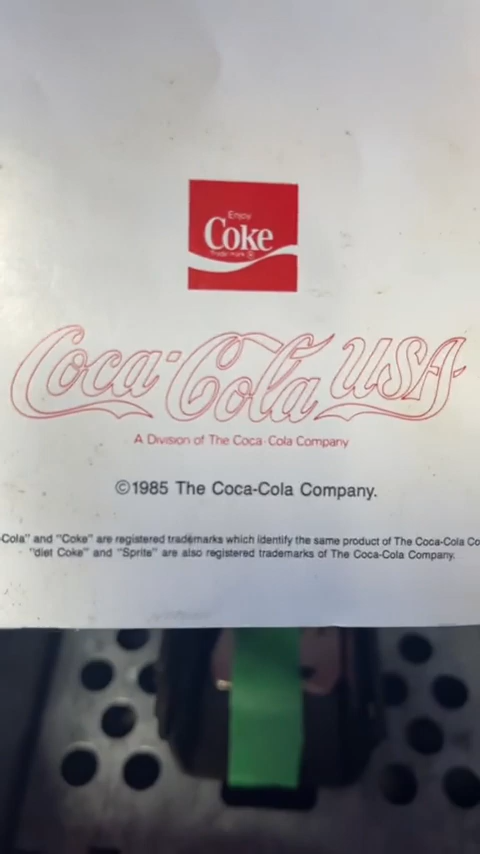 Enjoy
Coke
Trade-mark ®
Coca-Cola USA
A Division of The Coca-Cola Company
©1985 The Coca-Cola Company.
-Cola" and "Coke" are registered trademarks which identify the same product of The Coca-Cola Co
"diet Coke" and "Sprite" are also registered trademarks of The Coca-Cola Company.